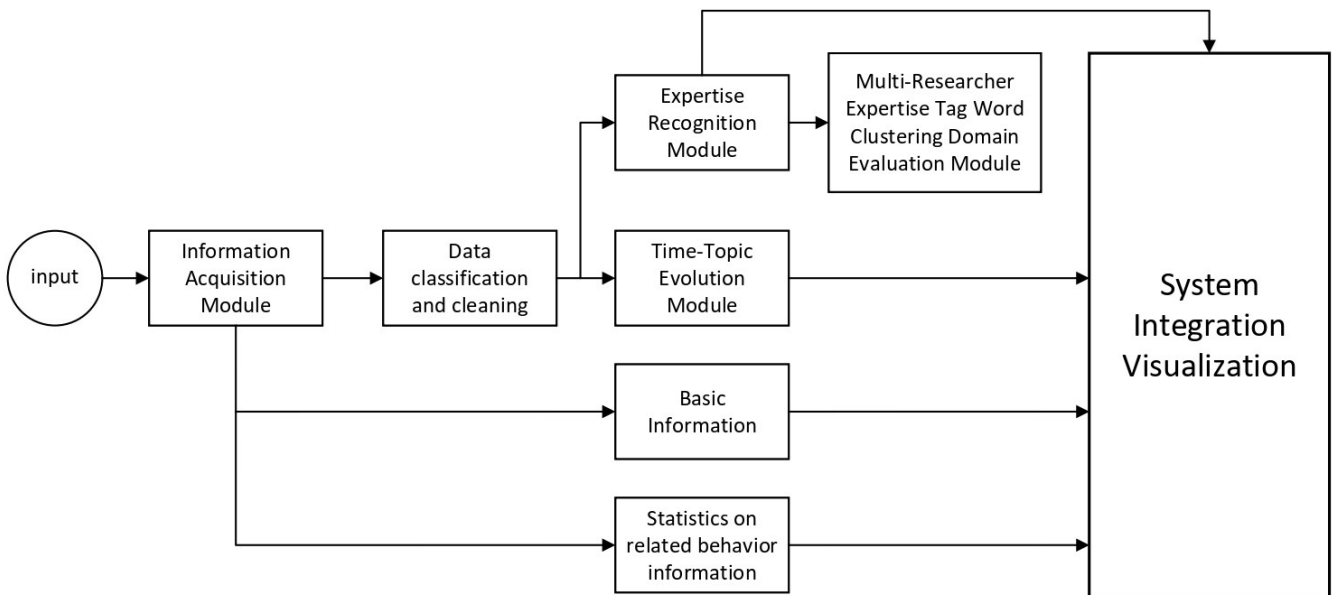 Expertise
Recognition
Module
Multi-Researcher
Expertise Tag Word
Clustering Domain
Evaluation Module
input
Information
Acquisition
Module
Data
classification
and cleaning
Time-Topic
Evolution
Module
System
Integration
Visualization
Basic
Information
Statistics on
related behavior
information